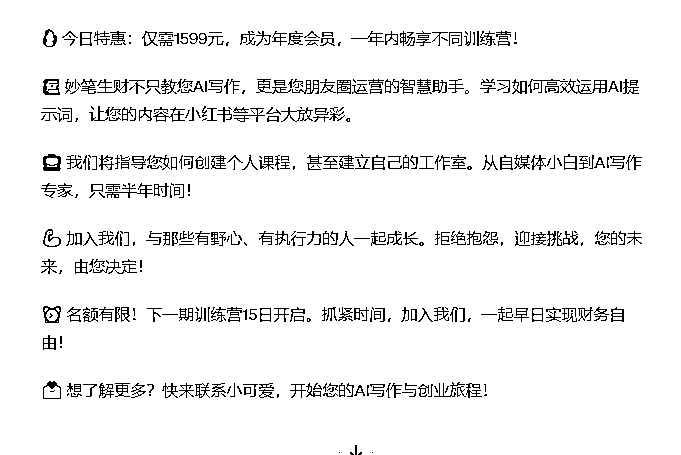 今日特惠：仅需1599元，成为年度会员，一年内畅享不同训练营！
妙笔生财不只教您AI写作，更是您朋友圈运营的智慧助手。学习如何高效运用AI提
示词，让您的内容在小红书等平台大放异彩。
我们将指导您如何创建个人课程，甚至建立自己的工作室。从自媒体小白到AI写作
专家，只需半年时间！
加入我们，与那些有野心、有执行力的人一起成长。拒绝抱怨，迎接挑战，您的未
来，由您决定！
名额有限！下一期训练营15日开启。抓紧时间，加入我们，一起早日实现财务自
由！
想了解更多？快来联系小可爱，开始您的AI写作与创业旅程！